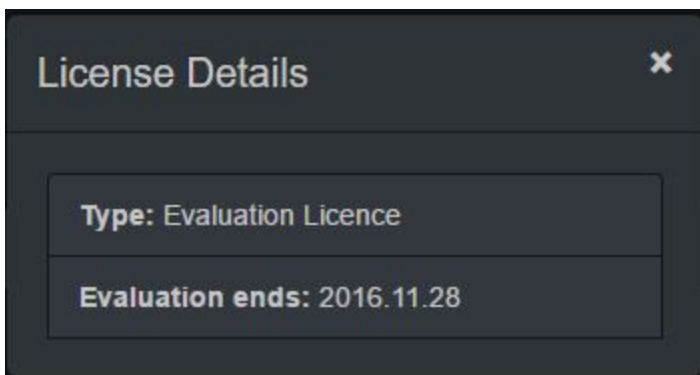 License Details
Type: Evaluation Licence
Evaluation ends: 2016.11.28